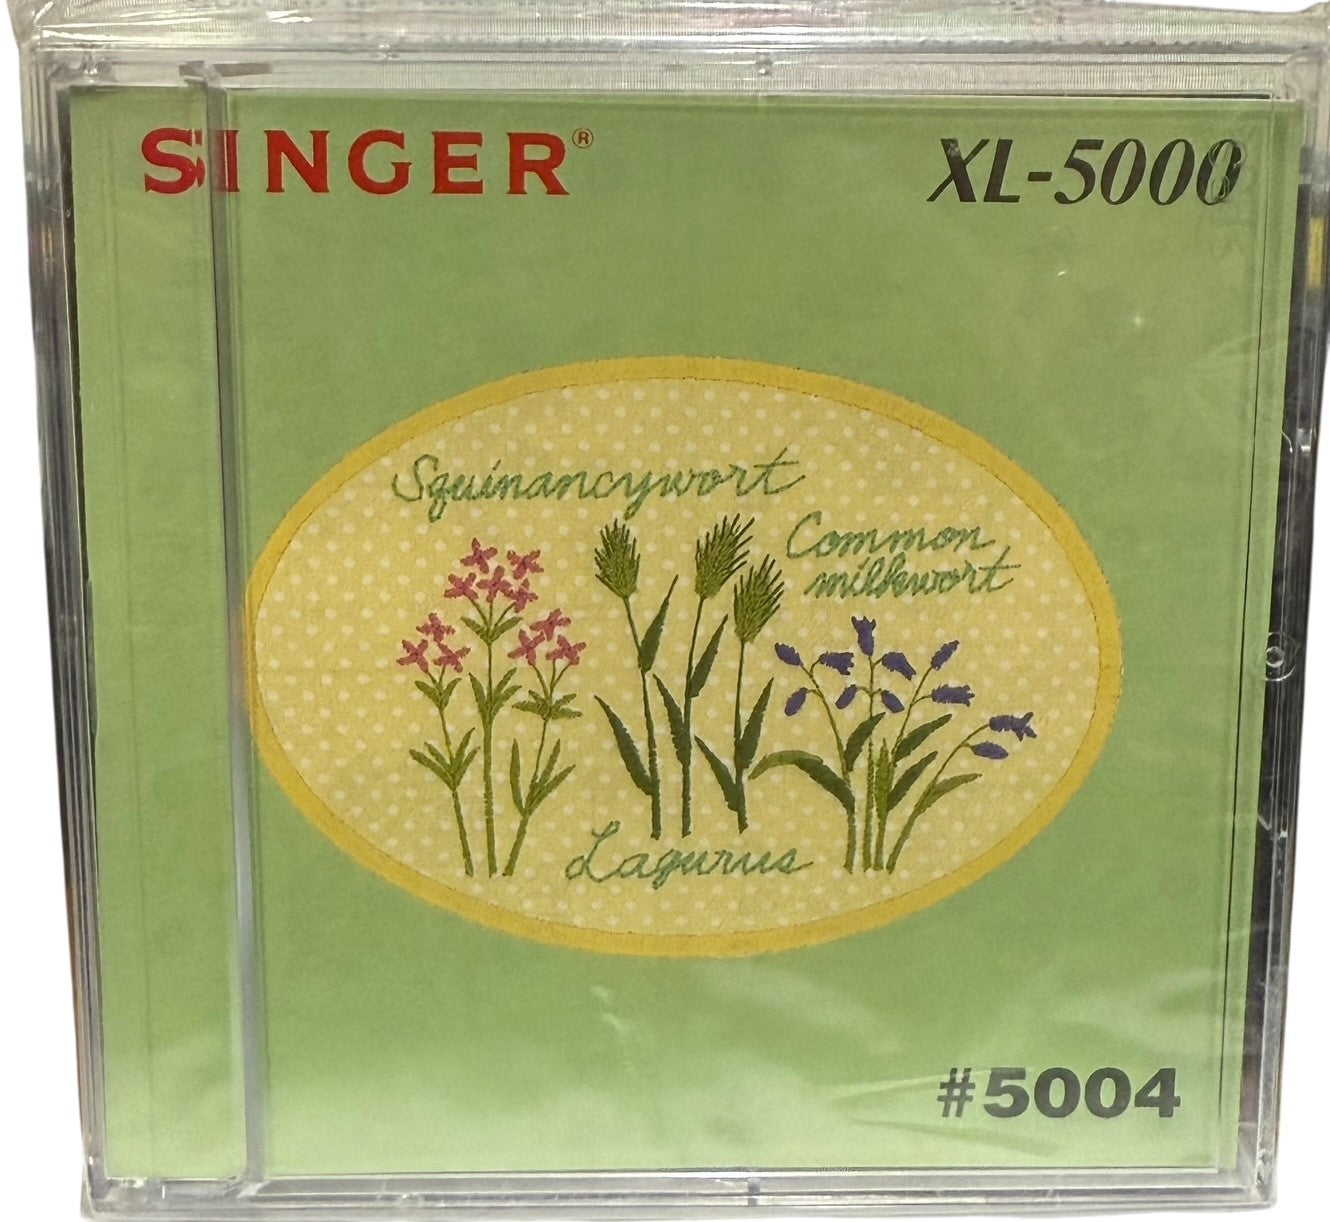 SINGER®
XL-5000
Squinancywort
Common
milkwort
Lagurus
#5004